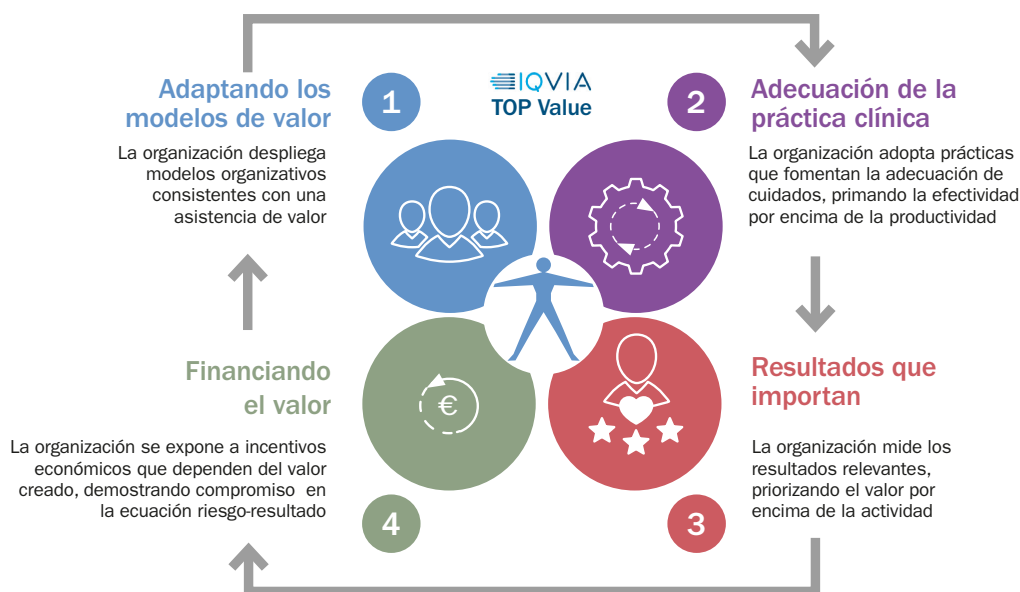 Adaptando los
modelos de valor
1
La organización despliega
modelos organizativos
consistentes con una
asistencia de valor
IQVIA
TOP Value
2
Adecuación de la
práctica clínica
La organización adopta prácticas
que fomentan la adecuación de
cuidados, primando la efectividad
por encima de la productividad
Financiando
el valor
€
La organización se expone a incentivos
económicos que dependen del valor
creado, demostrando compromiso en
la ecuación riesgo-resultado
4
Resultados que
importan
La organización mide los
resultados relevantes,
priorizando el valor por
encima de la actividad
3